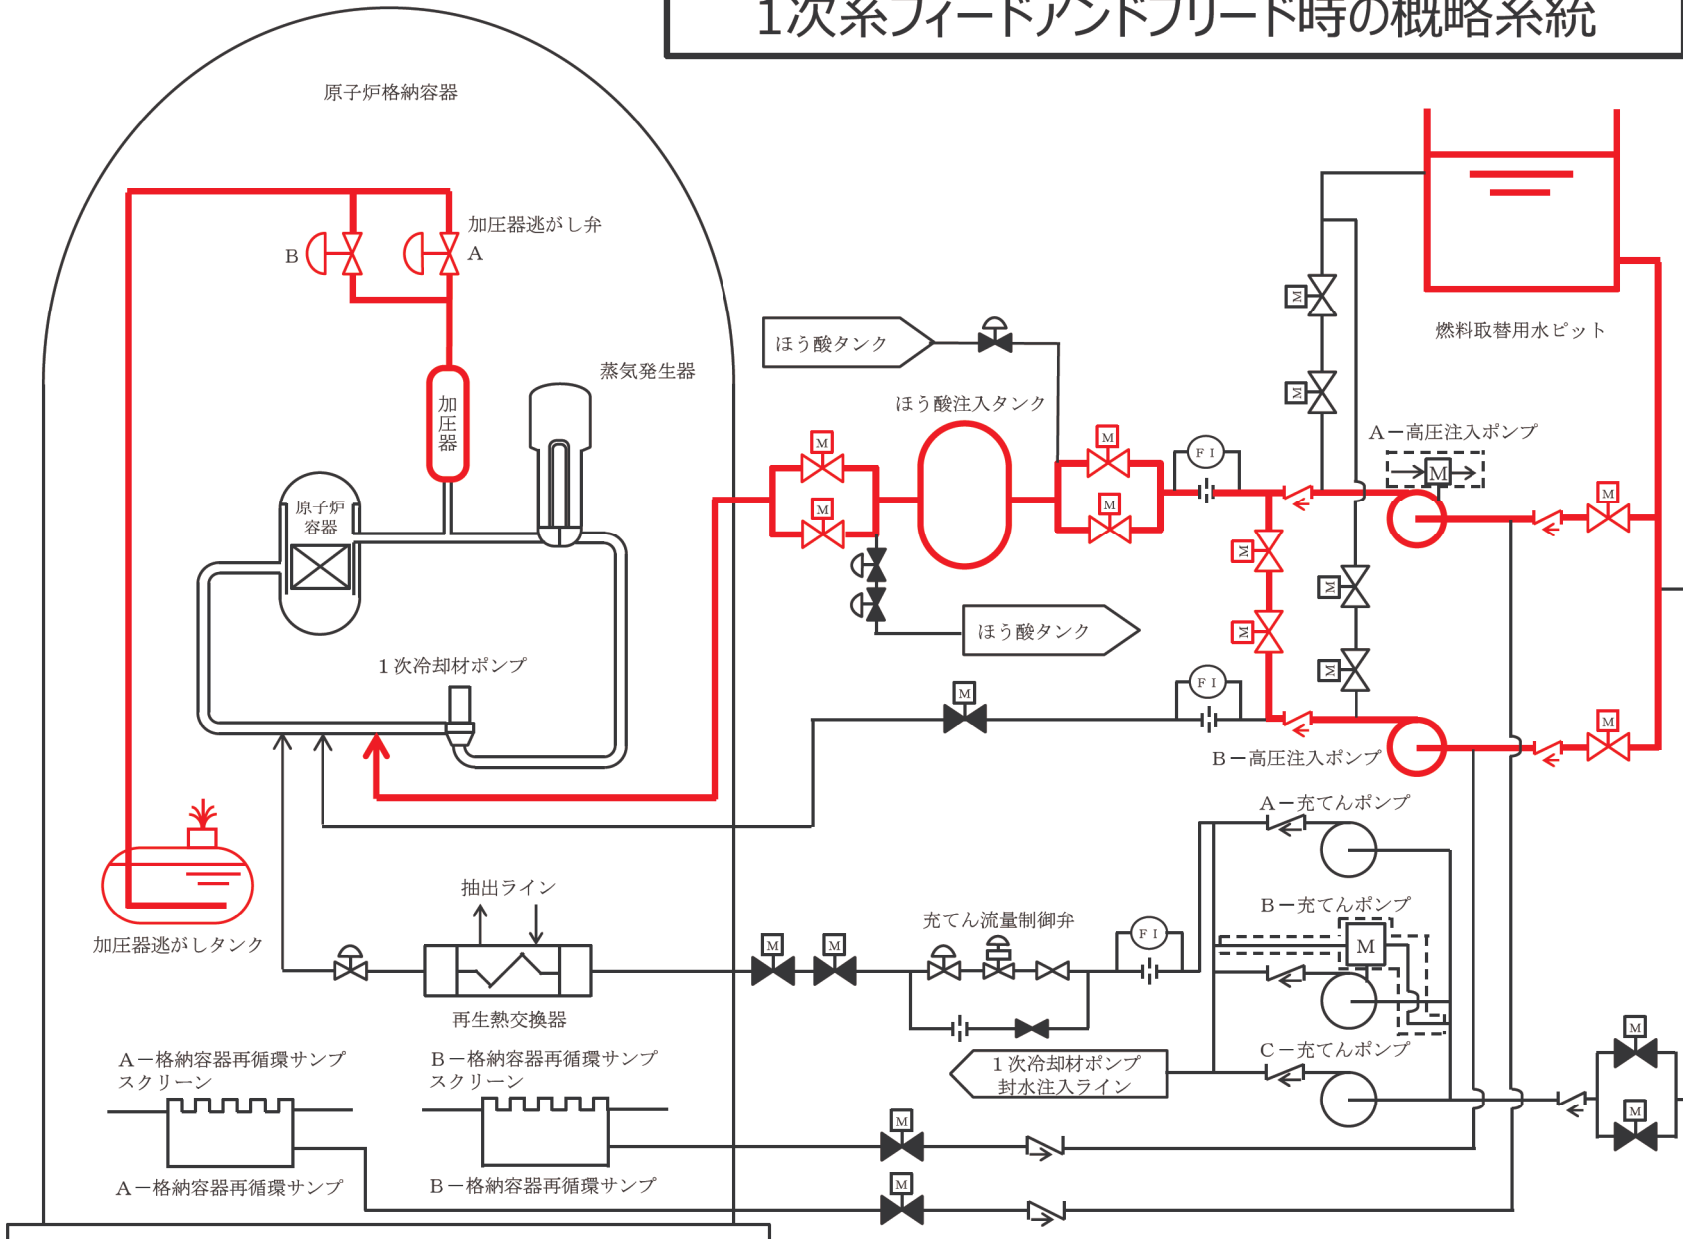 1次系フィードアンドブリード時の概略系統
原子炉格納容器
加圧器逃がし弁
B
A
蒸気発生器
加圧器
原子炉
容器
1次冷却材ポンプ
加圧器逃がしタンク
抽出ライン
再生熱交換器
A－格納容器再循環サンプ
スクリーン
B－格納容器再循環サンプ
スクリーン
A－格納容器再循環サンプ
B－格納容器再循環サンプ
ほう酸タンク
ほう酸注入タンク
M
M
M
M
FI
ほう酸タンク
M
FI
M
M
M
M
M
M
燃料取替用水ピット
A－高圧注入ポンプ
M
M
B－高圧注入ポンプ
M
A－充てんポンプ
B－充てんポンプ
M
C－充てんポンプ
充てん流量制御弁
FI
M
M
1次冷却材ポンプ
封水注入ライン
M
M
M
M